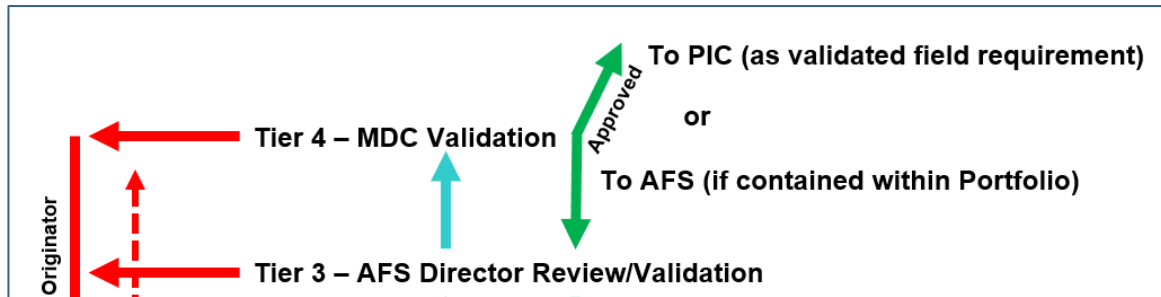 To PIC (as validated field requirement)
Approved
or
Tier 4 – MDC Validation
To AFS (if contained within Portfolio)
Originator
Tier 3 – AFS Director Review/Validation